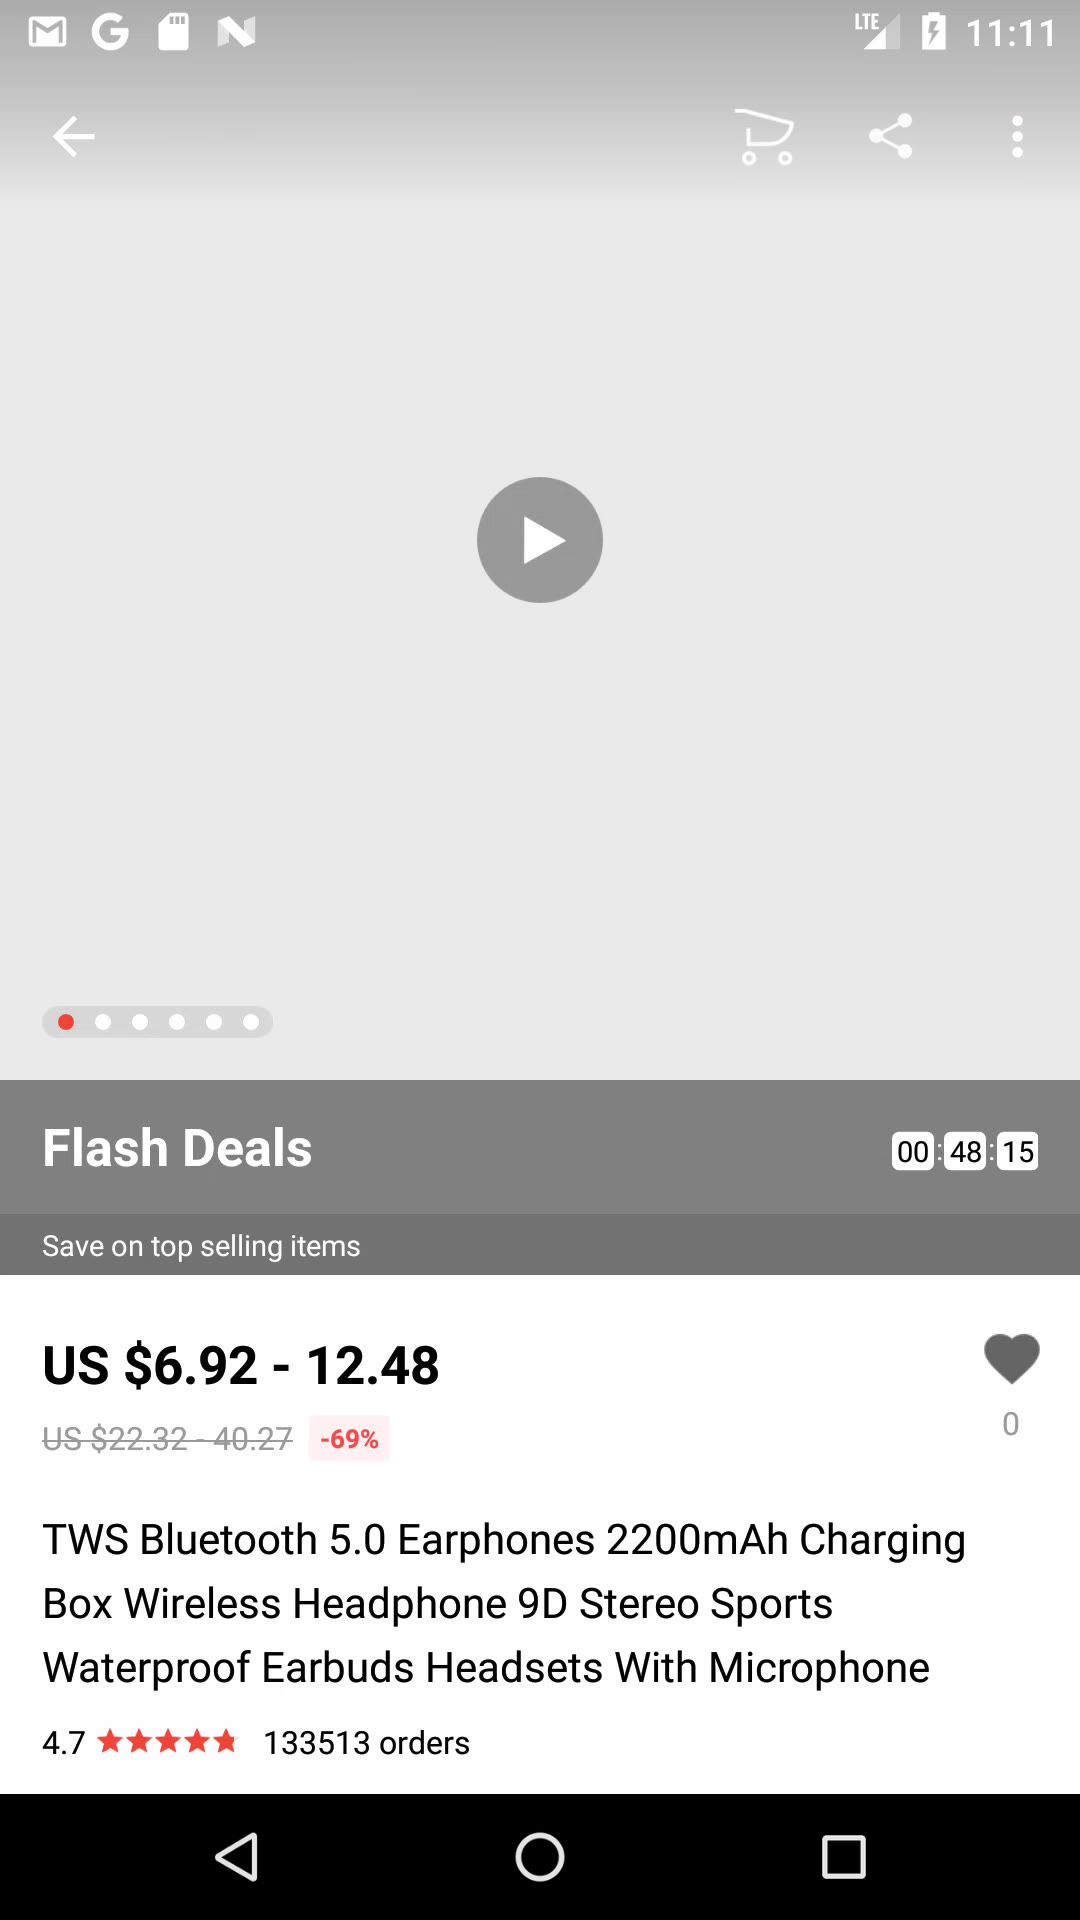 LTE 11:11
Flash Deals 00:48:15
Save on top selling items
US $6.92 - 12.48
US $22.32 - 40.27 -69%
0
TWS Bluetooth 5.0 Earphones 2200mAh Charging
Box Wireless Headphone 9D Stereo Sports
Waterproof Earbuds Headsets With Microphone
4.7 133513 orders